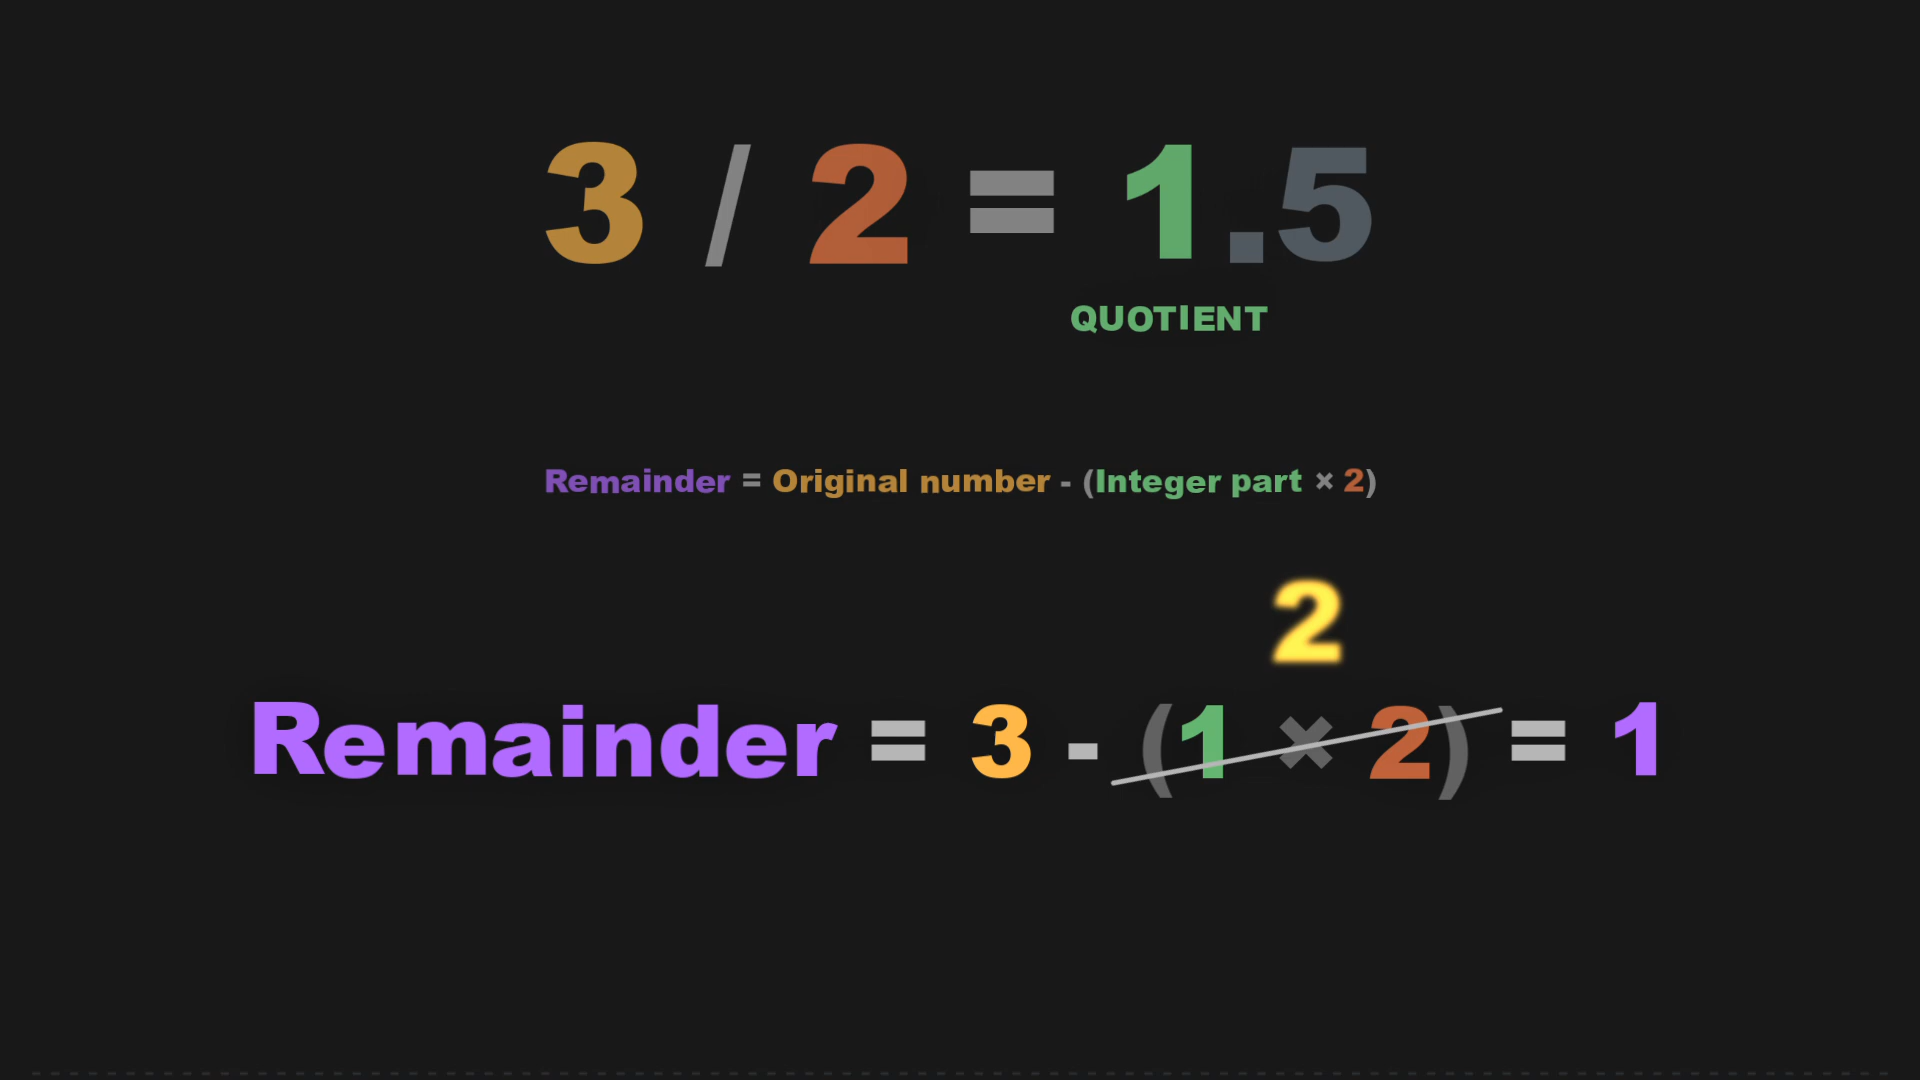 3 / 2 = 1.5
QUOTIENT
Remainder = Original number - (Integer part × 2)
2
Remainder = 3 - (1 × 2) = 1